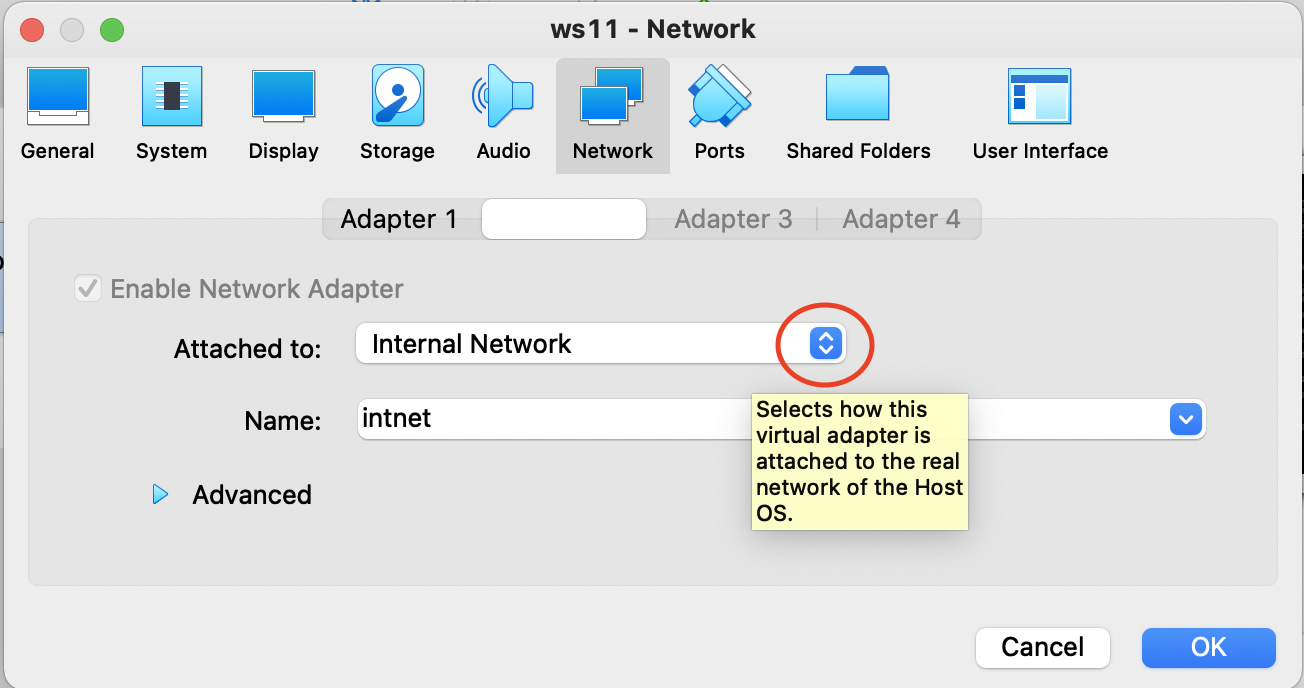 ws11 - Network
General
System
Display
Storage
Audio
Network
Ports
Shared Folders
User Interface
Adapter 1
Adapter 3
Adapter 4
Enable Network Adapter
Attached to:
Internal Network
Name:
intnet
Selects how this
virtual adapter is
attached to the real
network of the Host
OS.
Advanced
Cancel
OK